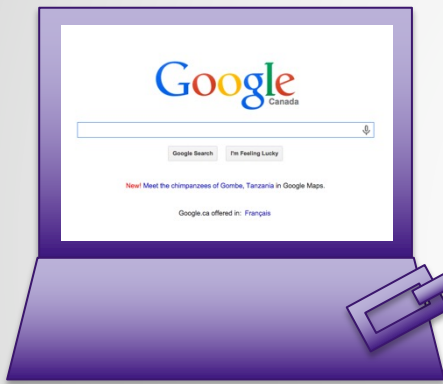 Google
Canada
Google Search I'm Feeling Lucky
New! Meet the chimpanzees of Gombe, Tanzania in Google Maps.
Google.ca offered in: Français